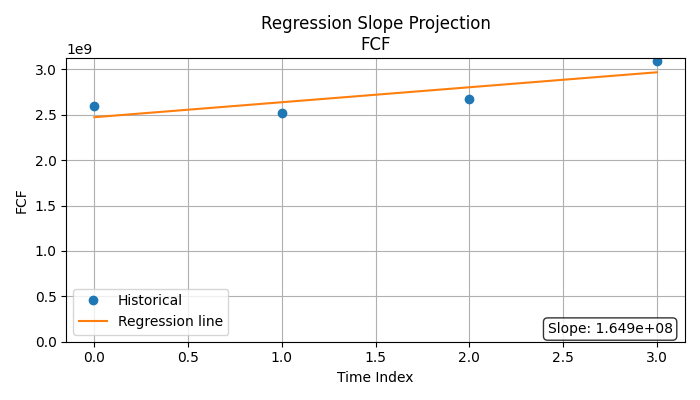 Regression Slope Projection
FCF
1e9
3.0
2.5
2.0
1.5
1.0
0.5
0.0
FCF
Historical
Regression line
Slope: 1.649e+08
0.0 0.5 1.0 1.5 2.0 2.5 3.0
Time Index